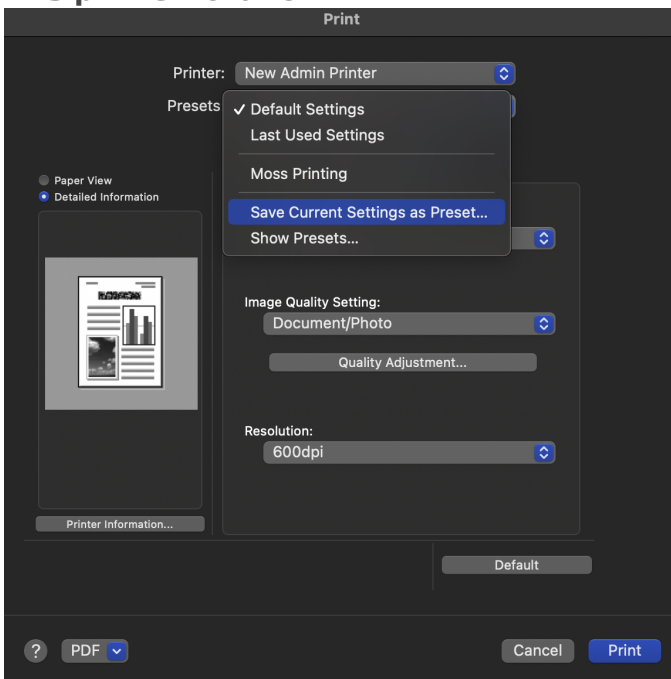 Print
Printer: New Admin Printer
Presets
✓ Default Settings
Last Used Settings
Moss Printing
Save Current Settings as Preset...
Show Presets...
Paper View
Detailed Information
Image Quality Setting:
Document/Photo
Quality Adjustment...
Resolution:
600dpi
Printer Information...
Default
? PDF
Cancel
Print